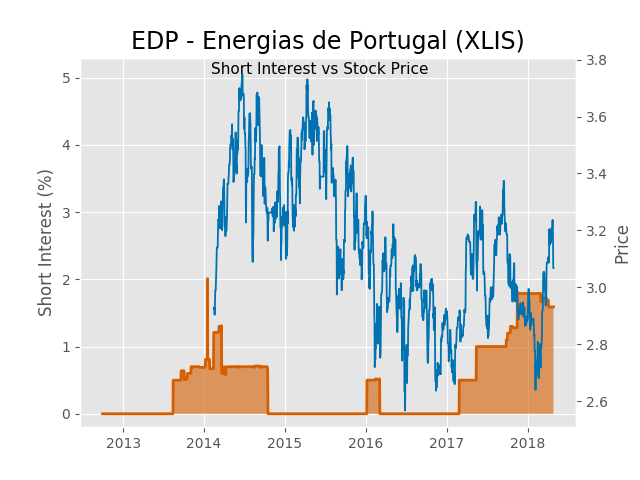 EDP - Energias de Portugal (XLIS)
Short Interest vs Stock Price
Short Interest (%)
5
4
3
2
1
0
3.8
3.6
3.4
3.2
3.0
2.8
2.6
Price
2013 2014 2015 2016 2017 2018